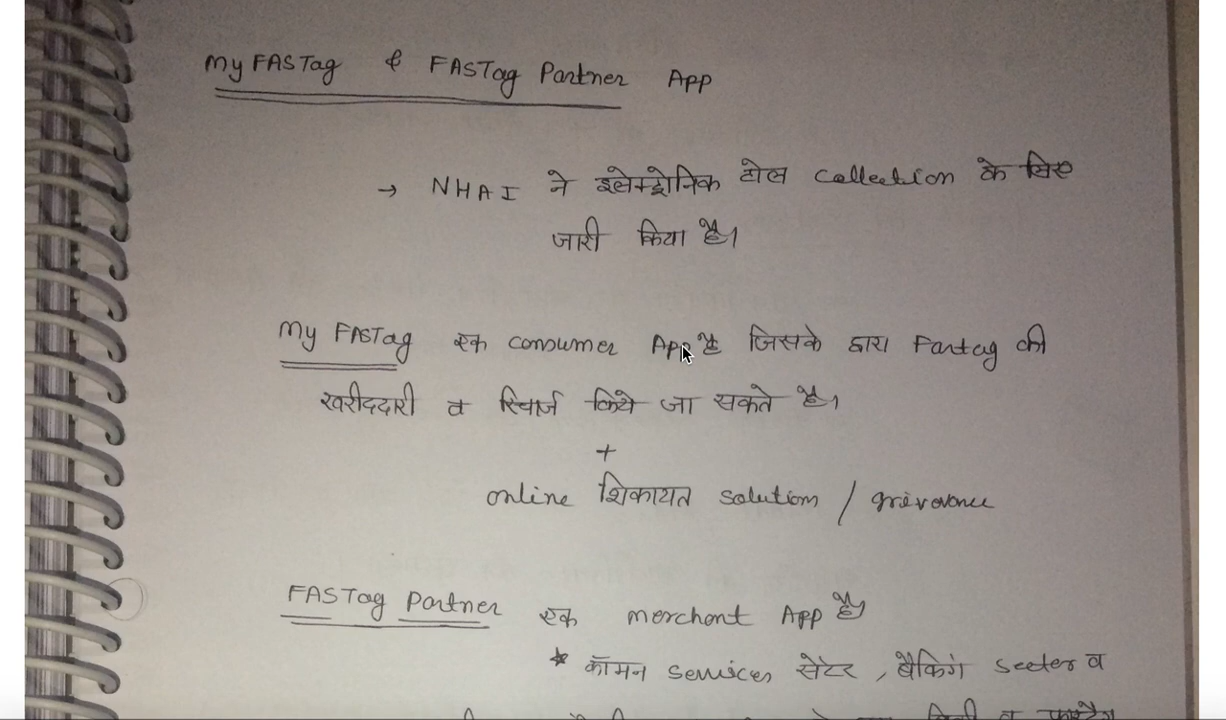 My FASTag & FASTag Partner App
→ NHAI ने इलेक्ट्रोनिक टोल Collection के लिए
जारी किया है।
My FASTag एक consumer App है जिसके द्वारा Fastag की
खरीददारी व रिचार्ज किये जा सकते है।
+
online शिकायत solution / grievance
FASTag Partner एक merchant App है
* कॉमन Services सेंटर , बैंकिंग Sector व